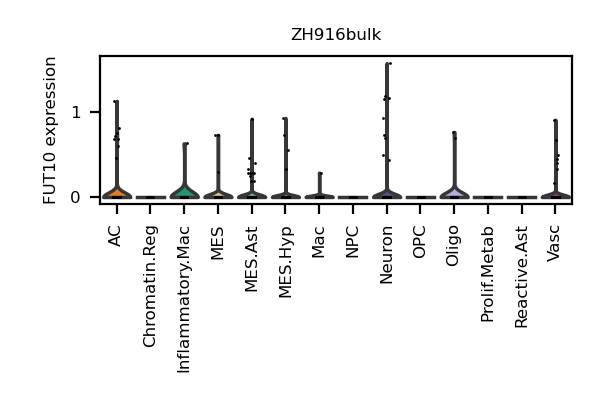 ZH916bulk
FUT10 expression
1
0
AC
Chromatin.Reg
Inflammatory.Mac
MES
MES.Ast
MES.Hyp
Mac
NPC
Neuron
OPC
Oligo
Prolif.Metab
Reactive.Ast
Vasc